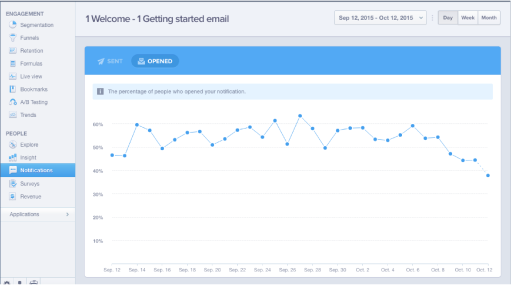 ENGAGEMENT
Segmentation
Funnels
Retention
Formulas
Live view
Bookmarks
A/B Testing
Trends
PEOPLE
Explore
Insight
Notifications
Surveys
Revenue
Applications
1 Welcome - 1 Getting started email
Sep 12, 2015 - Oct 12, 2015
Day Week Month
SENT OPENED
i The percentage of people who opened your notification.
60%
50%
40%
30%
20%
10%
Sep. 12 Sep. 14 Sep. 16 Sep. 18 Sep. 20 Sep. 22 Sep. 24 Sep. 26 Sep. 28 Sep. 30 Oct. 2 Oct. 4 Oct. 6 Oct. 8 Oct. 10 Oct. 12